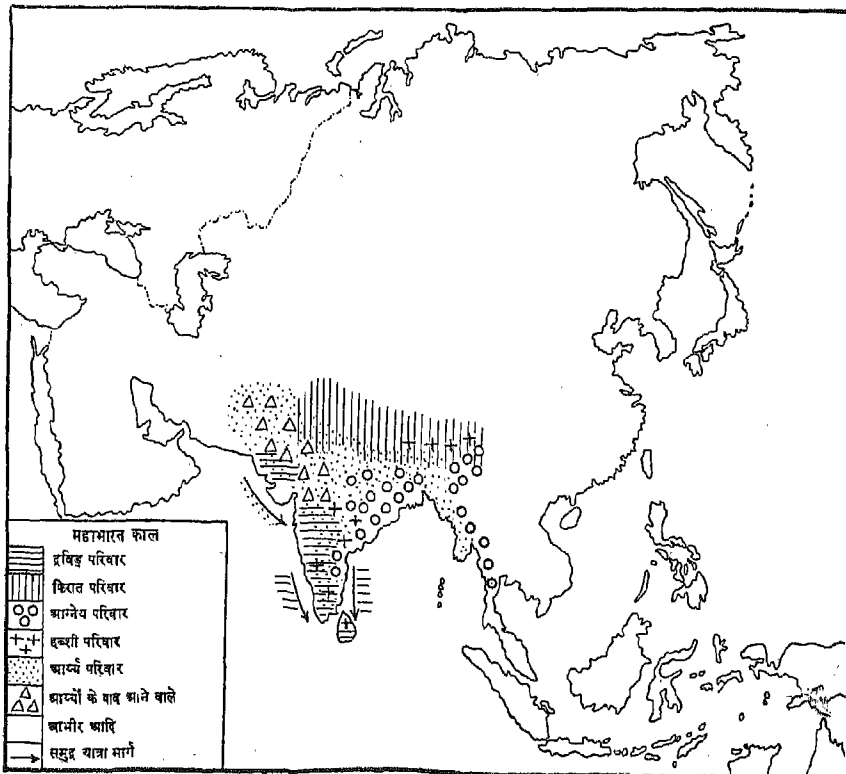 महाभारत काल
द्रविड़ परिवार
किरात परिवार
आग्नेय परिवार
हब्शी परिवार
आर्य्य परिवार
आर्य्यों के बाद आने वाले
आभीर आदि
समुद्र यात्रा मार्ग